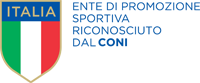 ITALIA
ENTE DI PROMOZIONE
SPORTIVA
RICONOSCIUTO
DAL CONI